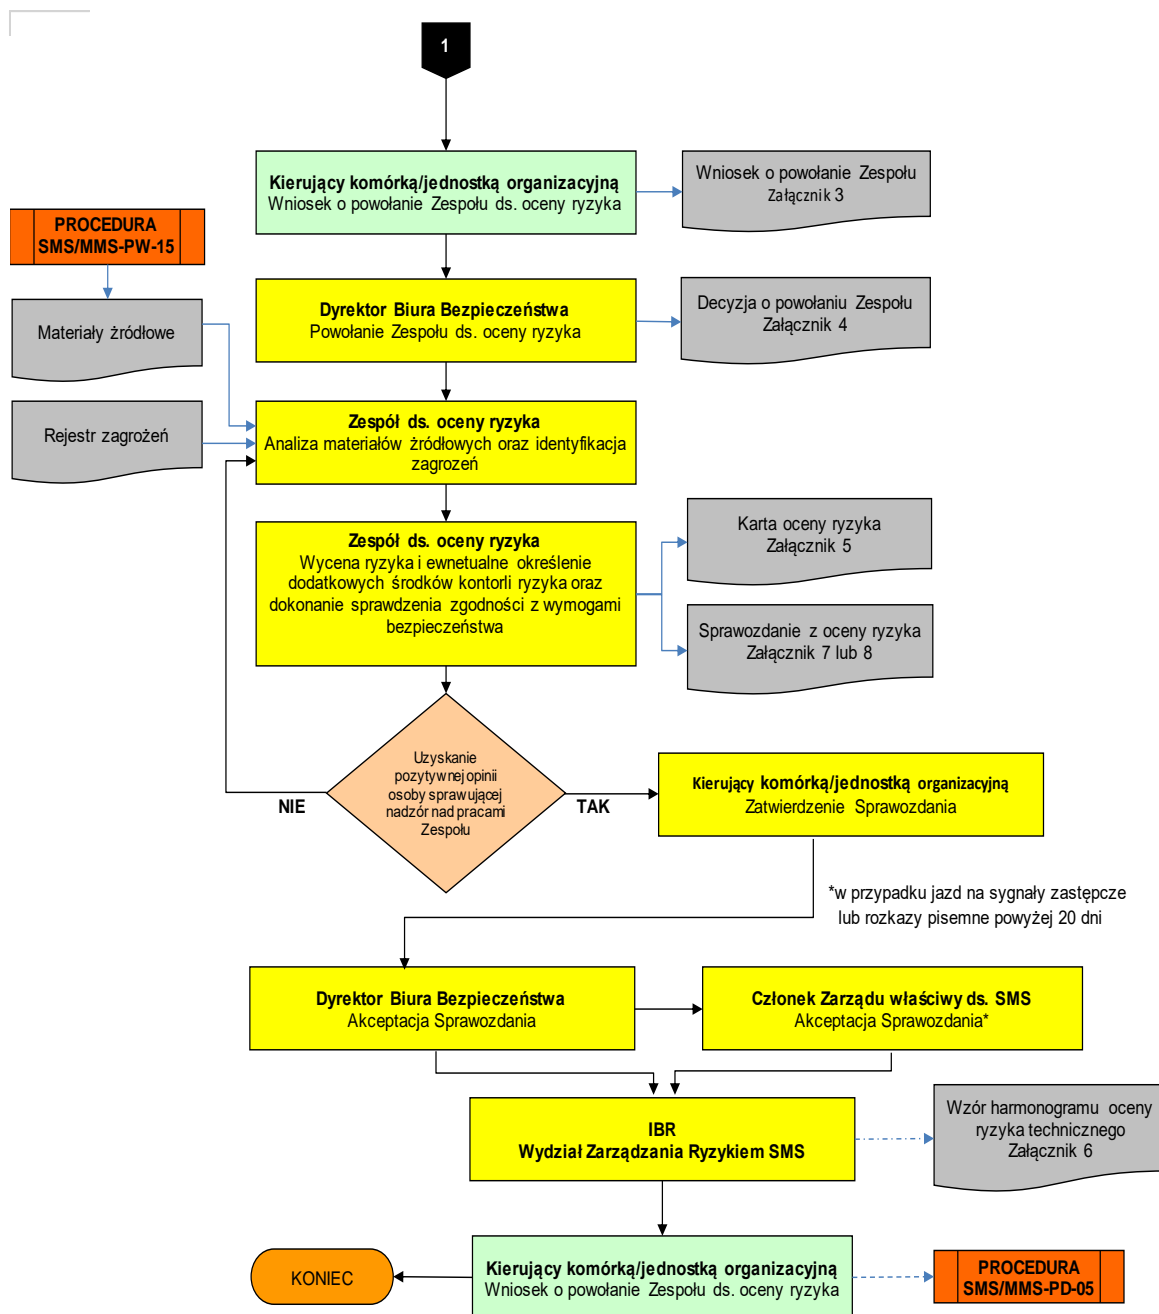 1
Kierujący komórką/jednostką organizacyjną
Wniosek o powołanie Zespołu ds. oceny ryzyka
Wniosek o powołanie Zespołu
Załącznik 3
PROCEDURA
SMS/MMS-PW-15
Dyrektor Biura Bezpieczeństwa
Powołanie Zespołu ds. oceny ryzyka
Decyzja o powołaniu Zespołu
Załącznik 4
Materiały żródłowe
Rejestr zagrożeń
Zespół ds. oceny ryzyka
Analiza materiałów żródłowych oraz identyfikacja
zagrozeń
Zespół ds. oceny ryzyka
Wycena ryzyka i ewnetualne określenie
dodatkowych środków kontorli ryzyka oraz
dokonanie sprawdzenia zgodności z wymogami
bezpieczeństwa
Karta oceny ryzyka
Załącznik 5
Sprawozdanie z oceny ryzyka
Załącznik 7 lub 8
Uzyskanie
pozytywnej opinii
osoby sprawującej
nadzór nad pracami
Zespołu
NIE
TAK
Kierujący komórką/jednostką organizacyjną
Zatwierdzenie Sprawozdania
*w przypadku jazd na sygnały zastępcze
lub rozkazy pisemne powyżej 20 dni
Dyrektor Biura Bezpieczeństwa
Akceptacja Sprawozdania
Członek Zarządu właściwy ds. SMS
Akceptacja Sprawozdania*
IBR
Wydział Zarządzania Ryzykiem SMS
Wzór harmonogramu oceny
ryzyka technicznego
Załącznik 6
KONIEC
Kierujący komórką/jednostką organizacyjną
Wniosek o powołanie Zespołu ds. oceny ryzyka
PROCEDURA
SMS/MMS-PD-05